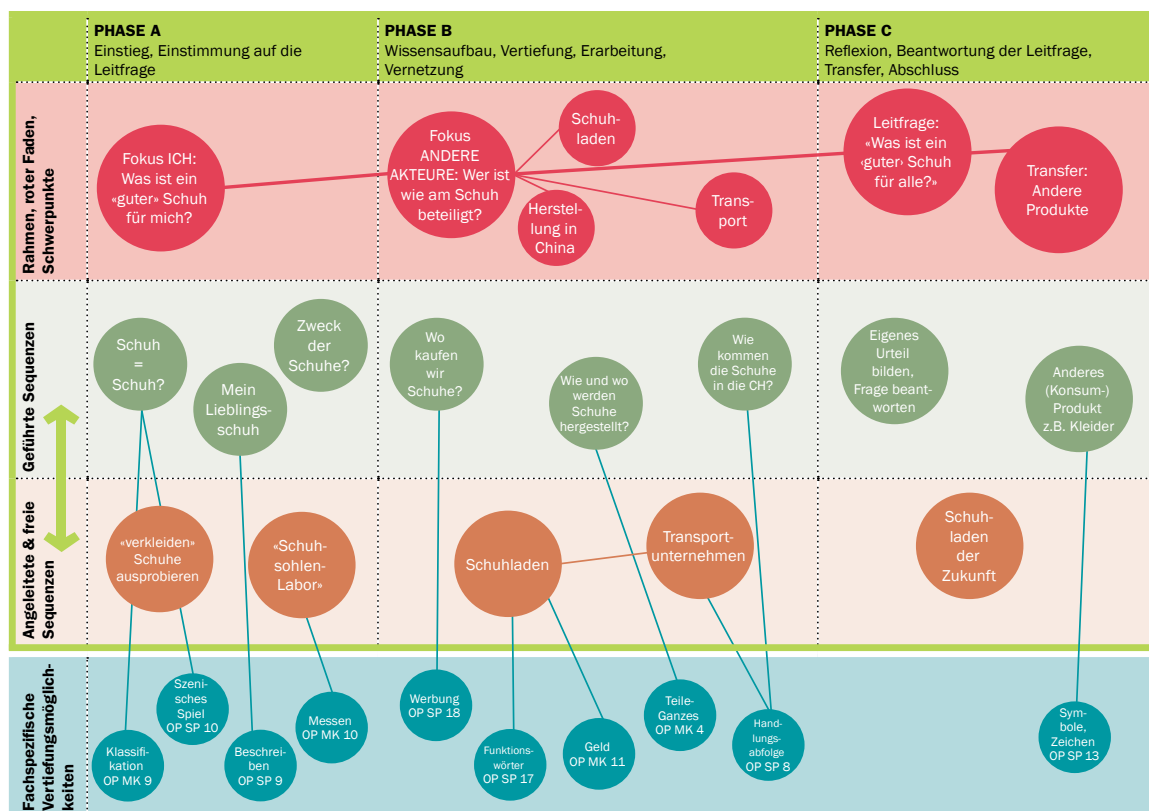 PHASE A
Einstieg, Einstimmung auf die
Leitfrage
PHASE B
Wissensaufbau, Vertiefung, Erarbeitung,
Vernetzung
PHASE C
Reflexion, Beantwortung der Leitfrage,
Transfer, Abschluss
Rahmen, roter Faden,
Schwerpunkte
Fokus ICH:
Was ist ein
«guter» Schuh
für mich?
Fokus
ANDERE
AKTEURE: Wer ist
wie am Schuh
beteiligt?
Schuh-
laden
Herstel-
lung in
China
Trans-
port
Leitfrage:
«Was ist ein
‹guter› Schuh
für alle?»
Transfer:
Andere
Produkte
Geführte Sequenzen
Schuh
=
Schuh?
Mein
Lieblings-
schuh
Zweck
der
Schuhe?
Wo
kaufen
wir
Schuhe?
Wie und wo
werden
Schuhe
hergestellt?
Wie
kommen
die Schuhe
in die CH?
Eigenes
Urteil
bilden,
Frage beant-
worten
Anderes
(Konsum-)
Produkt
z.B. Kleider
Angeleitete & freie
Sequenzen
«verkleiden»
Schuhe
ausprobieren
«Schuh-
sohlen-
Labor»
Schuhladen
Transport-
unternehmen
Schuh-
laden
der
Zukunft
Fachspezifische
Vertiefungsmöglich-
keiten
Klassifi-
kation
OP MK 9
Szeni-
sches
Spiel
OP SP 10
Beschrei-
ben
OP SP 9
Messen
OP MK 10
Werbung
OP SP 18
Funktions-
wörter
OP SP 17
Geld
OP MK 11
Teile-
Ganzes
OP MK 4
Hand-
lungs-
abfolge
OP SP 8
Sym-
bole,
Zeichen
OP SP 13